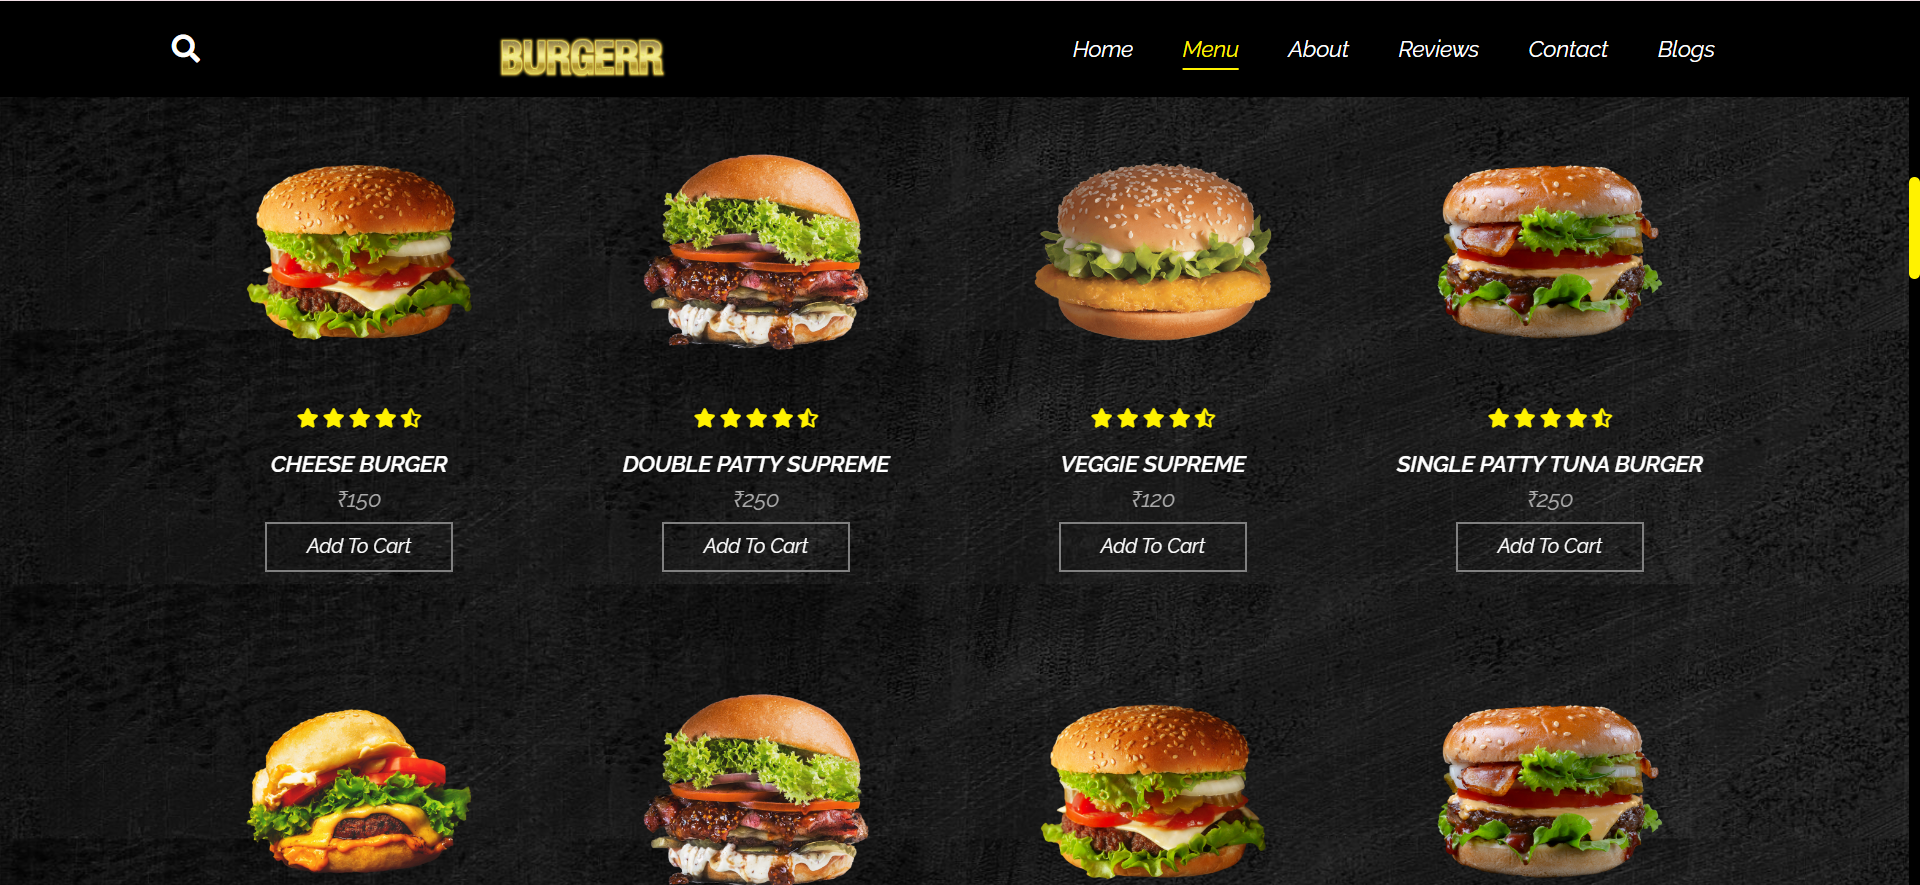 BURGERR
Home Menu About Reviews Contact Blogs
CHEESE BURGER DOUBLE PATTY SUPREME VEGGIE SUPREME SINGLE PATTY TUNA BURGER
₹150 ₹250 ₹120 ₹250
Add To Cart Add To Cart Add To Cart Add To Cart